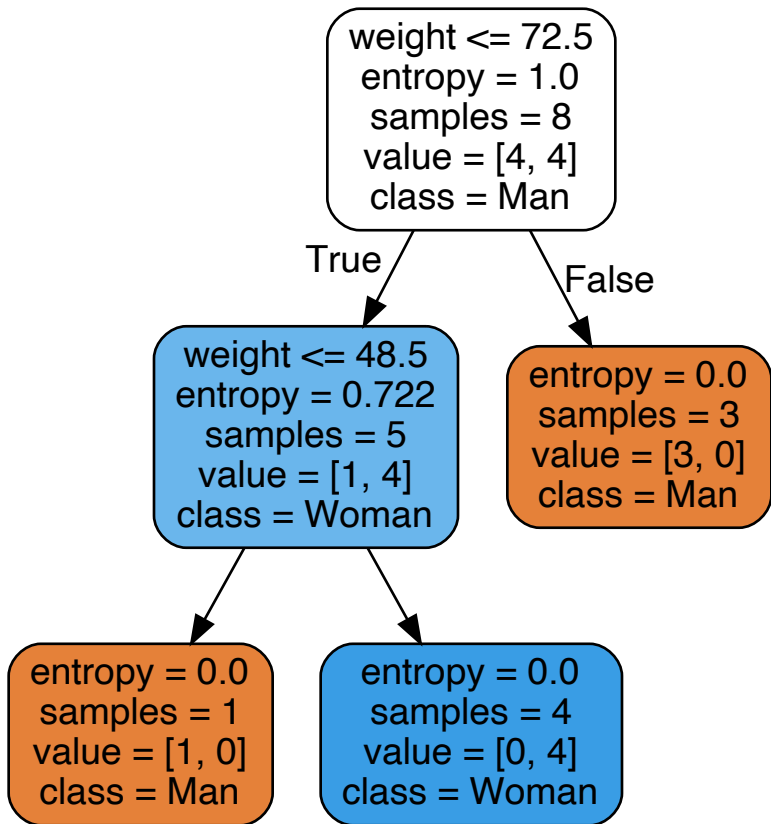 weight <= 72.5
entropy = 1.0
samples = 8
value = [4, 4]
class = Man
True
False
weight <= 48.5
entropy = 0.722
samples = 5
value = [1, 4]
class = Woman
entropy = 0.0
samples = 3
value = [3, 0]
class = Man
entropy = 0.0
samples = 1
value = [1, 0]
class = Man
entropy = 0.0
samples = 4
value = [0, 4]
class = Woman